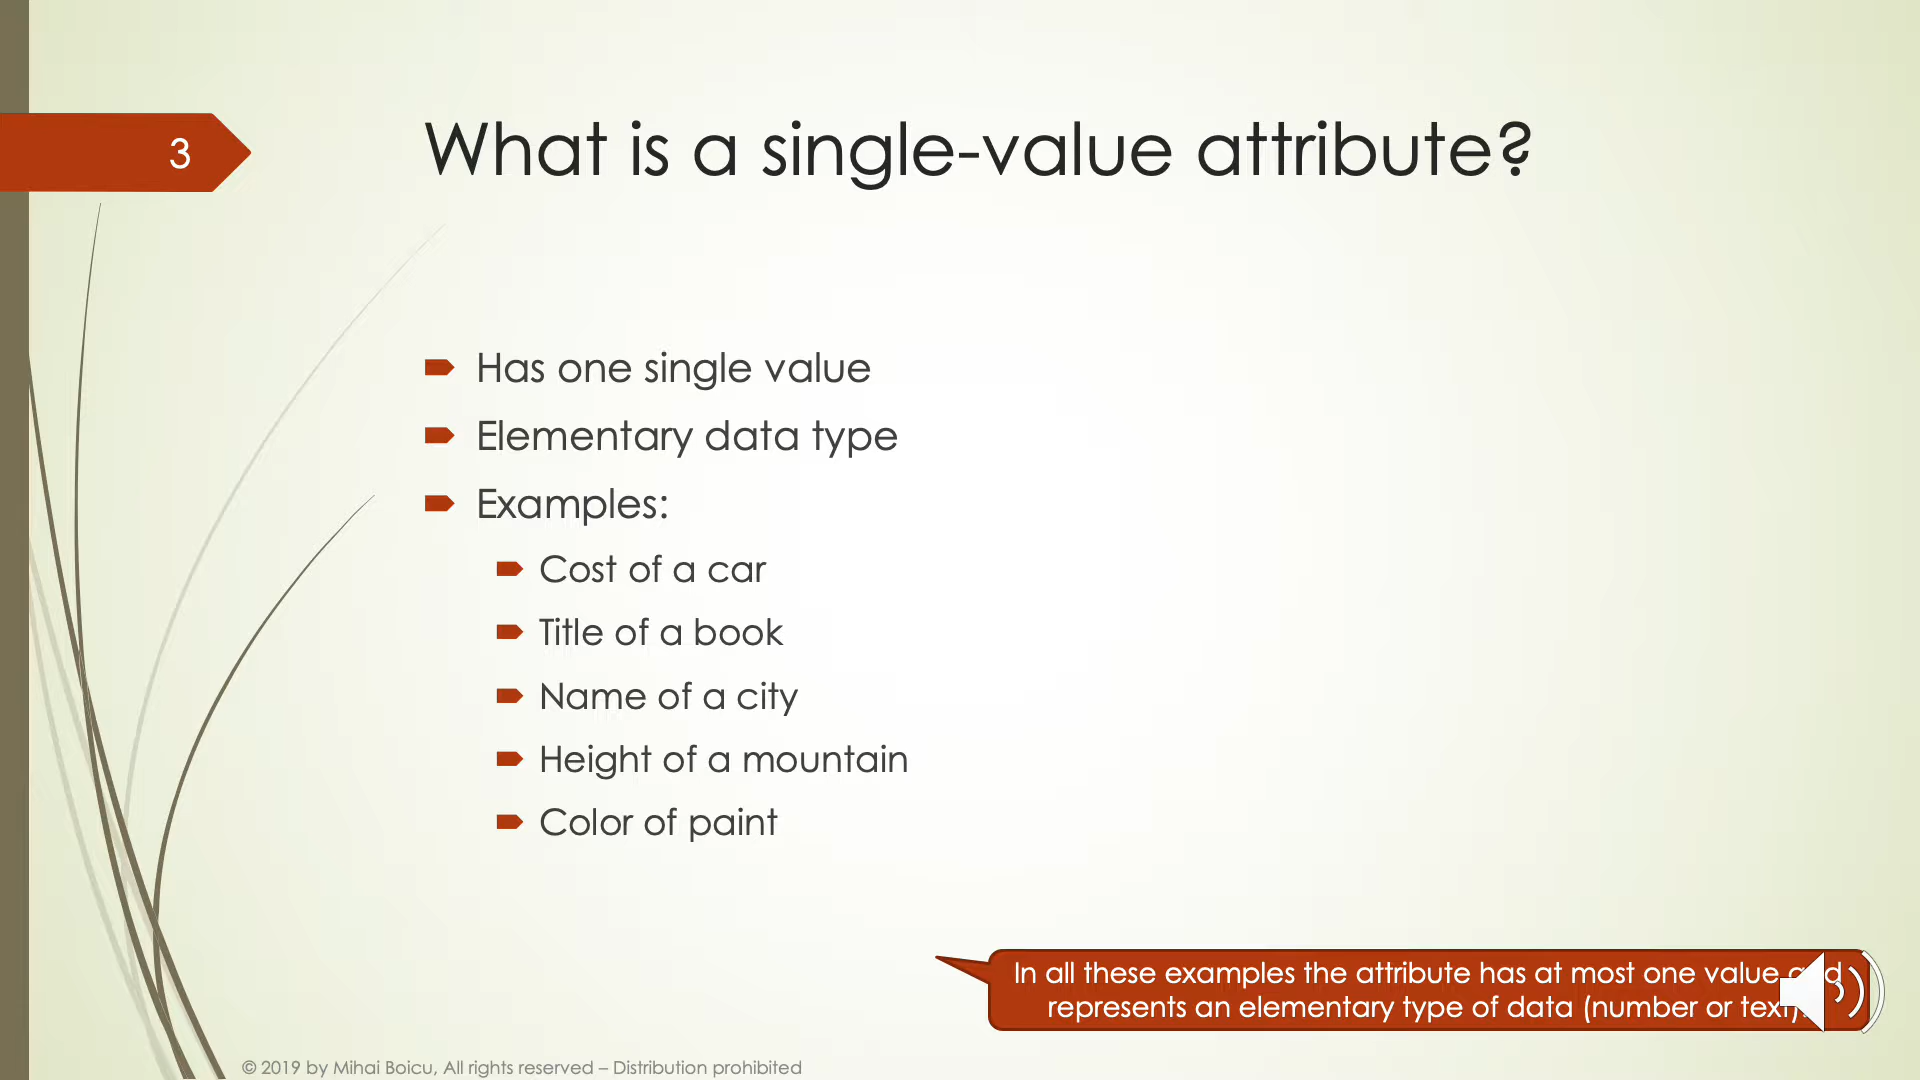 3
What is a single-value attribute?
Has one single value
Elementary data type
Examples:
Cost of a car
Title of a book
Name of a city
Height of a mountain
Color of paint
In all these examples the attribute has at most one value and
represents an elementary type of data (number or text).
© 2019 by Mihai Boicu, All rights reserved – Distribution prohibited